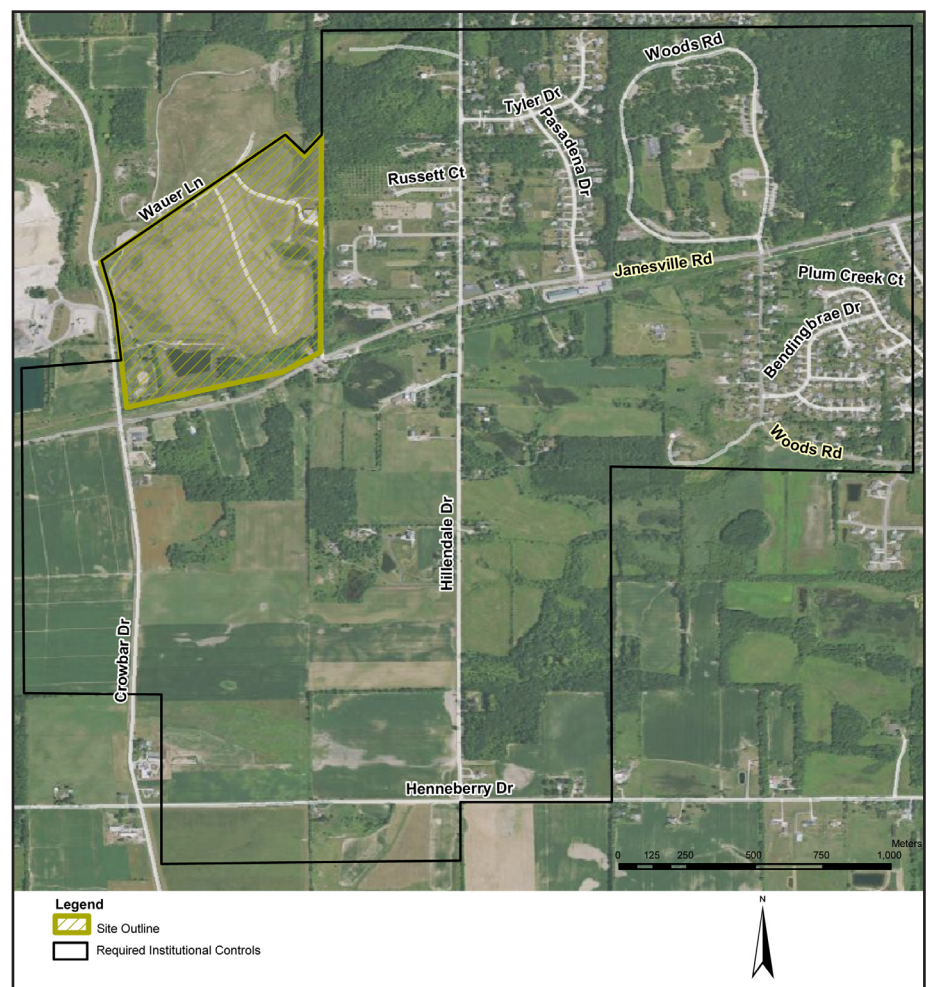 Woods Rd
Tyler Dr
Pasadena Dr
Russett Ct
Wauer Ln
Janesville Rd
Plum Creek Ct
Bendingbrae Dr
Woods Rd
Hillendale Dr
Crowbar Dr
Henneberry Dr
Meters
0 125 250 500 750 1,000
Legend
Site Outline
Required Institutional Controls
N